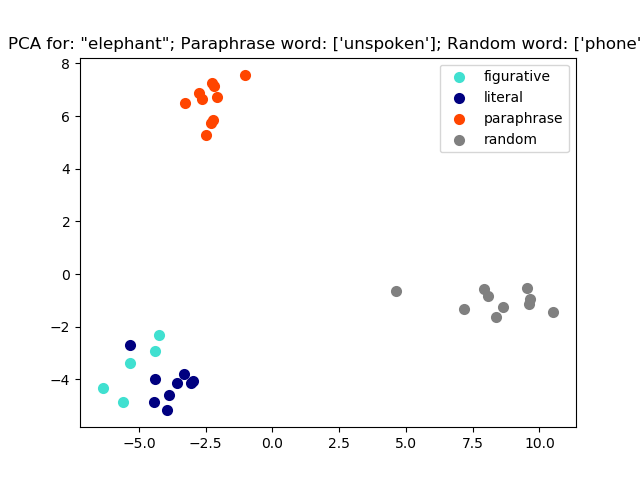 PCA for: "elephant"; Paraphrase word: ['unspoken']; Random word: ['phone'
figurative
literal
paraphrase
random
8
6
4
2
0
−2
−4
−5.0 −2.5 0.0 2.5 5.0 7.5 10.0